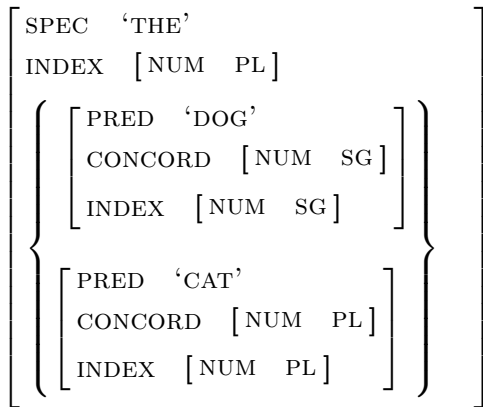 SPEC ‘THE’
INDEX [NUM PL]
PRED ‘DOG’
CONCORD [NUM SG]
INDEX [NUM SG]
PRED ‘CAT’
CONCORD [NUM PL]
INDEX [NUM PL]